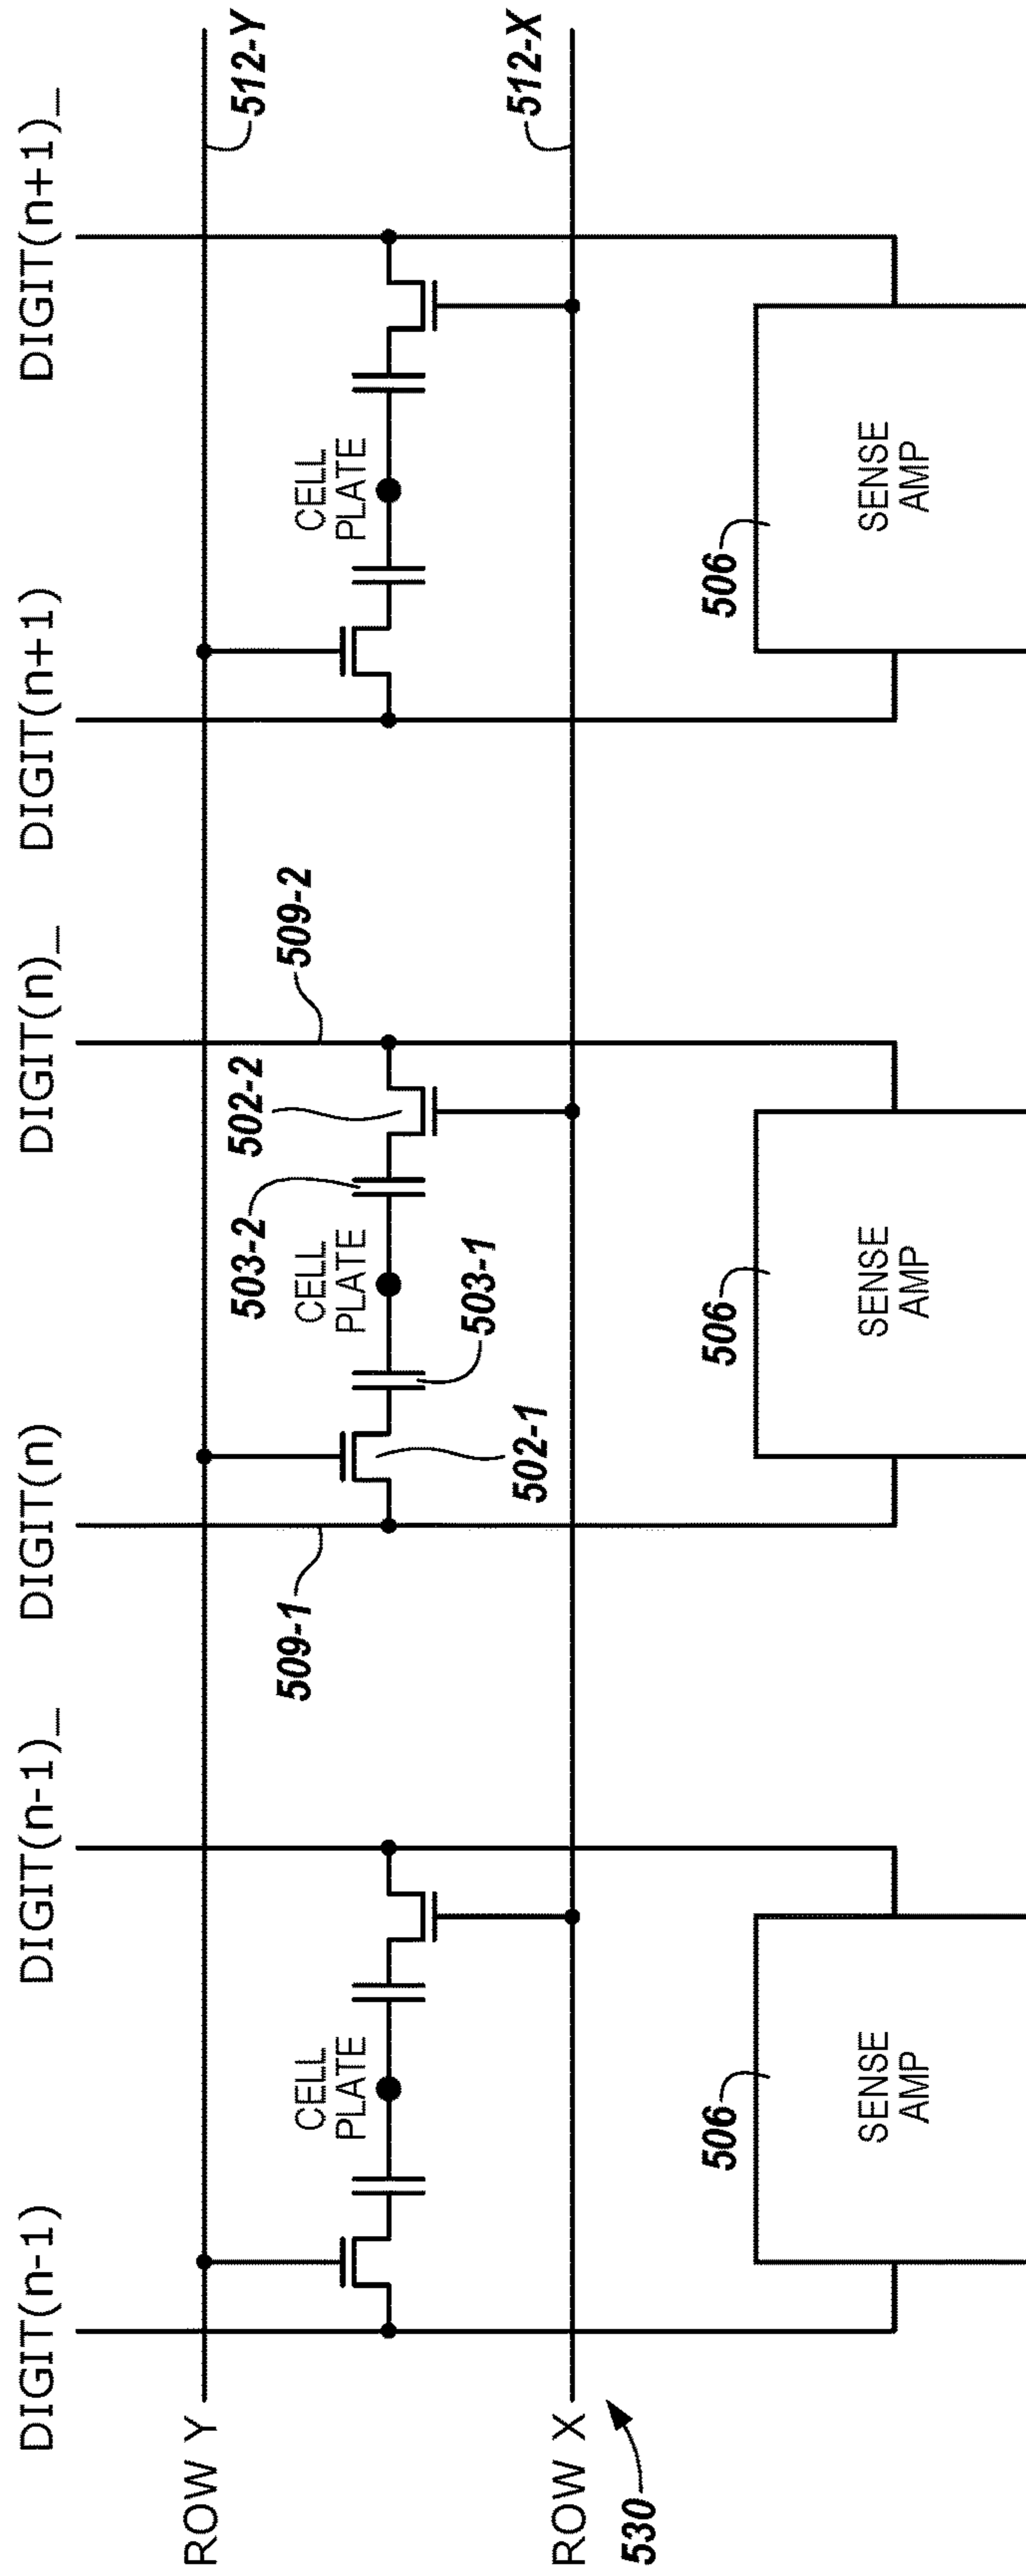 DIGIT(n-1)
DIGIT(n-1)_
DIGIT(n)
DIGIT(n)_
DIGIT(n+1)
DIGIT(n+1)_
ROW Y
512-Y
509-1
509-2
502-2
503-2
CELL
PLATE
CELL
PLATE
CELL
PLATE
503-1
502-1
ROW X
512-X
530
506
506
506
SENSE
AMP
SENSE
AMP
SENSE
AMP